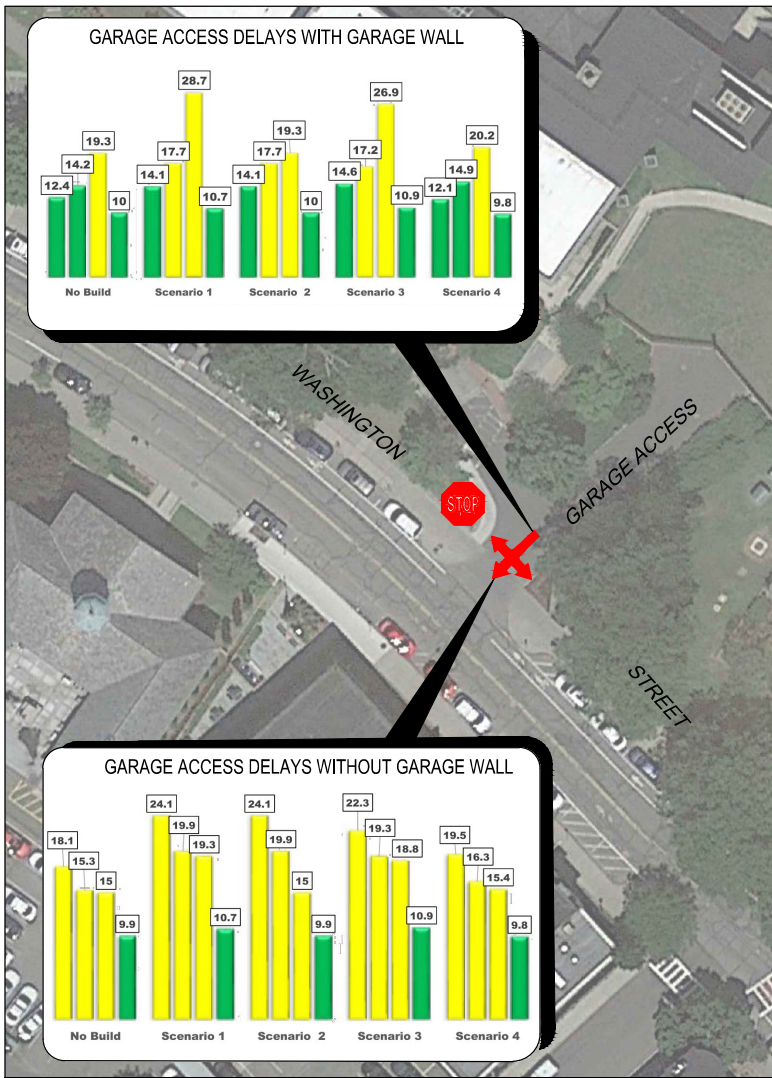 GARAGE ACCESS DELAYS WITH GARAGE WALL
12.4 14.2 19.3 10 14.1 17.7 28.7 10.7 14.1 17.7 19.3 10 14.6 17.2 26.9 10.9 12.1 14.9 20.2 9.8
No Build Scenario 1 Scenario 2 Scenario 3 Scenario 4
WASHINGTON
GARAGE ACCESS
STOP
STREET
GARAGE ACCESS DELAYS WITHOUT GARAGE WALL
18.1 15.3 15 9.9 24.1 19.9 19.3 10.7 24.1 19.9 15 9.9 22.3 19.3 18.8 10.9 19.5 16.3 15.4 9.8
No Build Scenario 1 Scenario 2 Scenario 3 Scenario 4